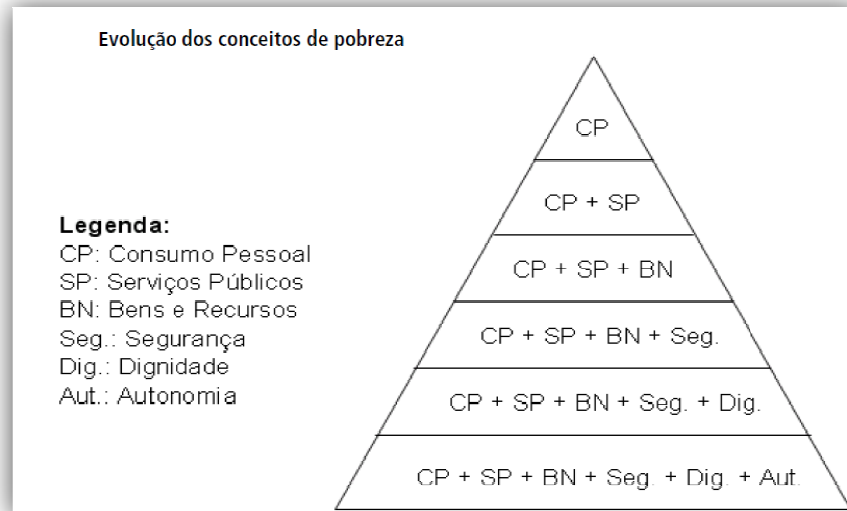 Evolução dos conceitos de pobreza
CP
CP + SP
CP + SP + BN
CP + SP + BN + Seg.
CP + SP + BN + Seg. + Dig.
CP + SP + BN + Seg. + Dig. + Aut.
Legenda:
CP: Consumo Pessoal
SP: Serviços Públicos
BN: Bens e Recursos
Seg.: Segurança
Dig.: Dignidade
Aut.: Autonomia